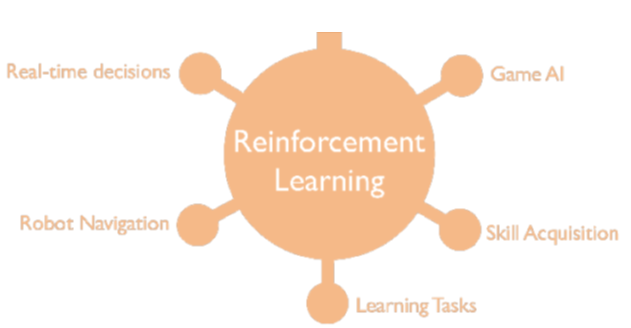 Real-time decisions
Game AI
Reinforcement
Learning
Robot Navigation
Skill Acquisition
Learning Tasks